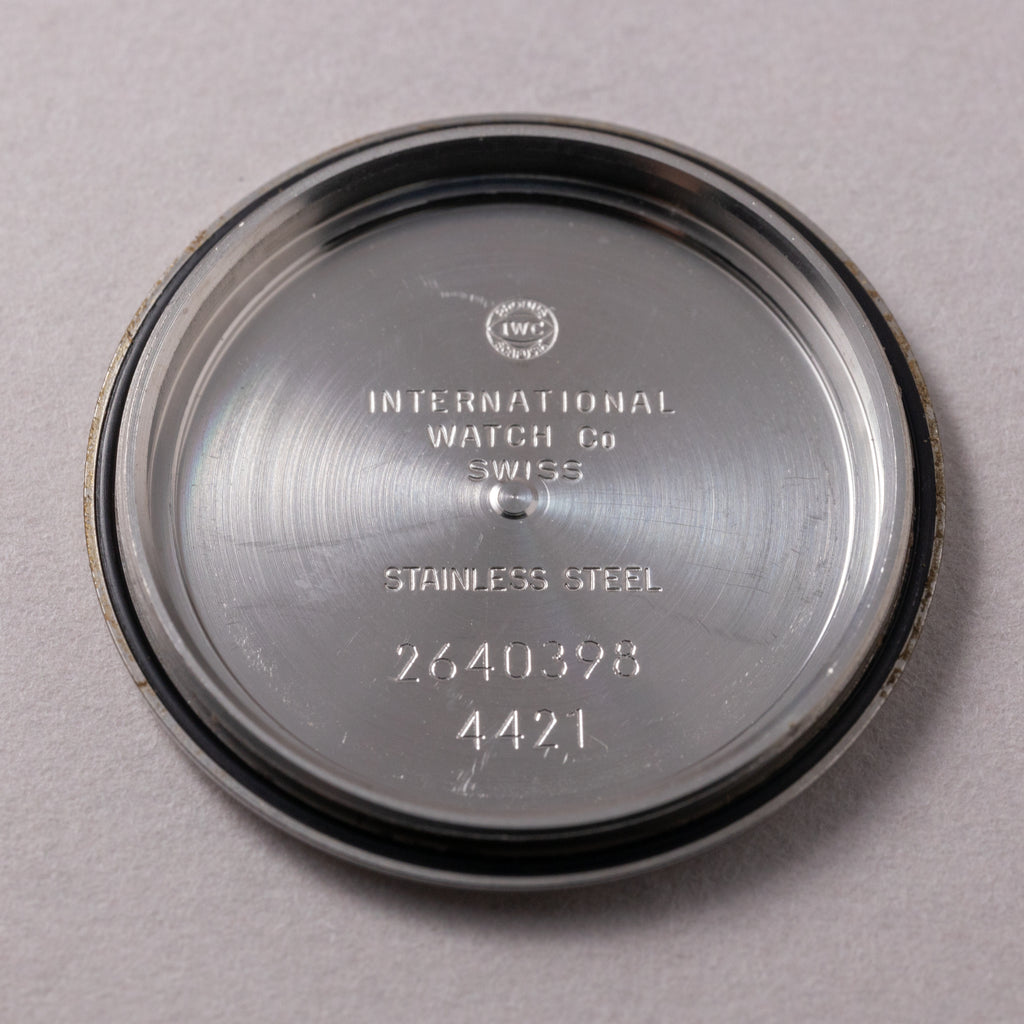 IWC
INTERNATIONAL
WATCH Co
SWISS
STAINLESS STEEL
2640398
4421